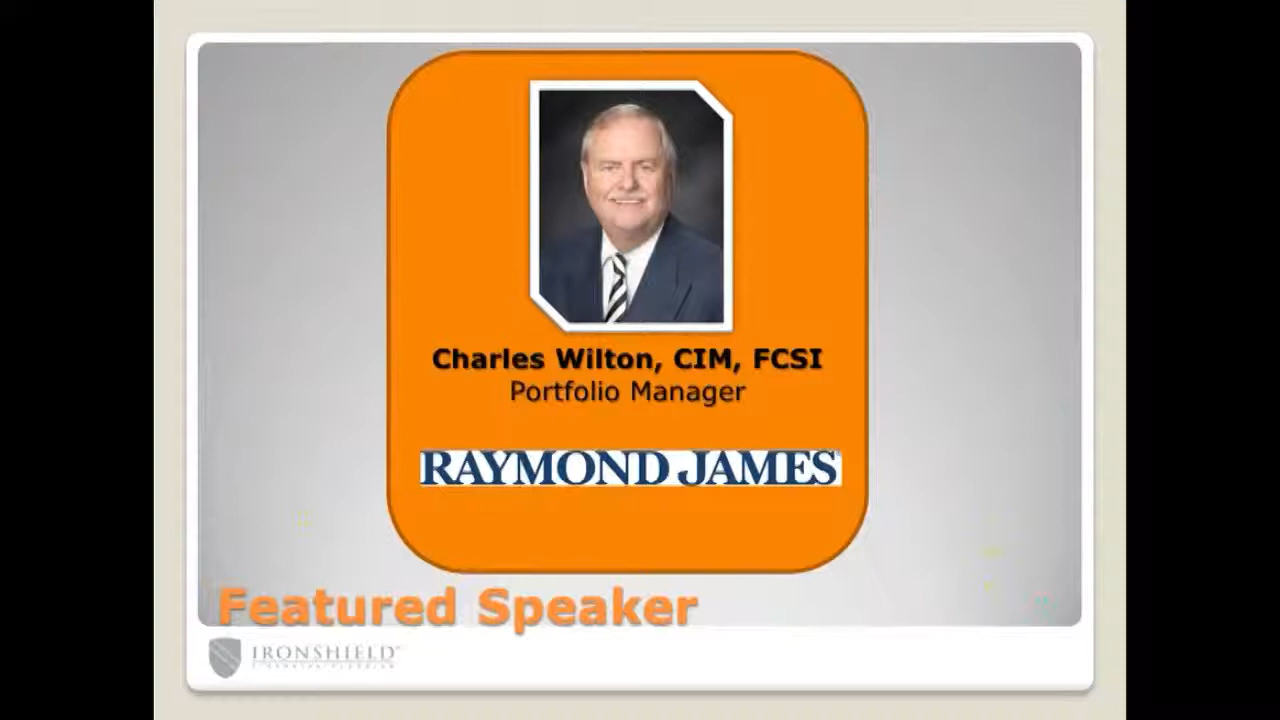 Charles Wilton, CIM, FCSI
Portfolio Manager
RAYMOND JAMES
Featured Speaker
IRONSHIELD